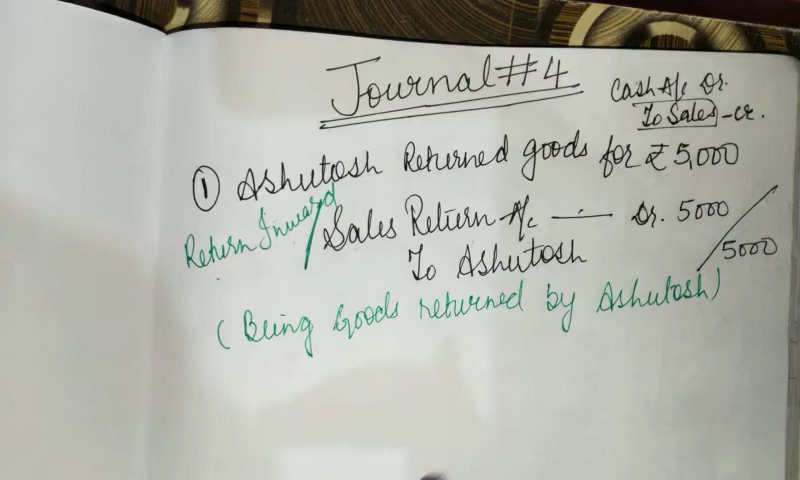 Journal #4
Cash A/c Dr.
To Sales - cr.
① Ashutosh Returned goods for ₹ 5,000
Return Inward / Sales Return A/c — Dr. 5000
To Ashutosh 5000
(Being Goods returned by Ashutosh)